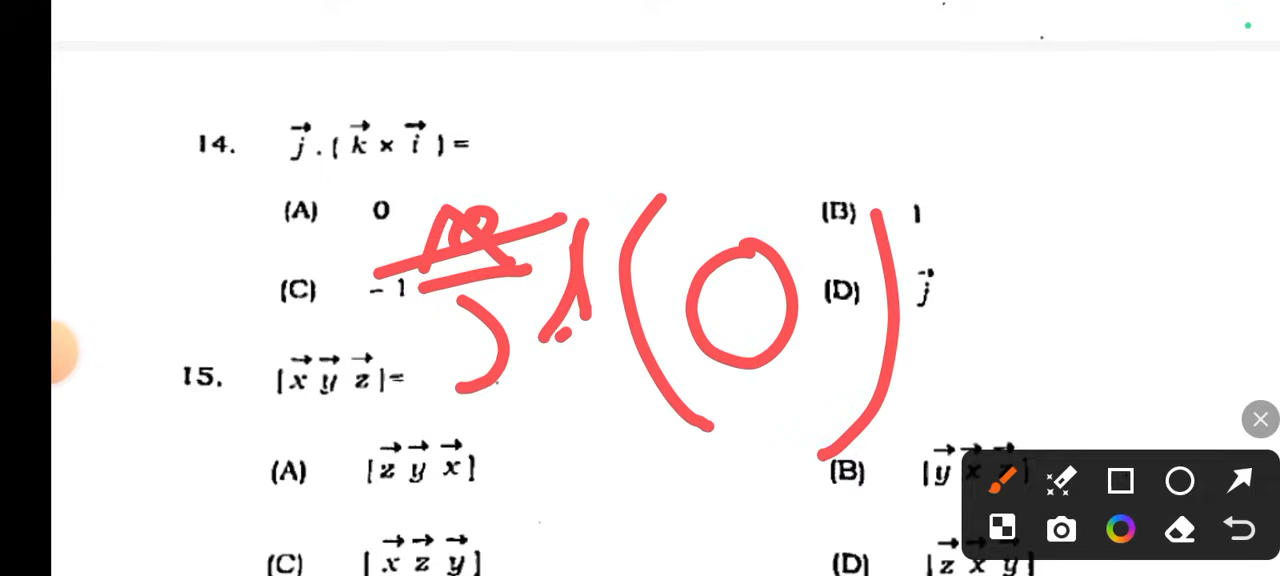 14. j⃗ . ( k⃗ × i⃗ ) =
(A) 0 (B) 1
(C) – 1 (D) j⃗
( 0 )
15. [ x⃗ y⃗ z⃗ ] =
(A) [ z⃗ y⃗ x⃗ ] (B) [ y⃗ x⃗ z⃗ ]
(C) [ x⃗ z⃗ y⃗ ] (D) [ z⃗ x⃗ y⃗ ]